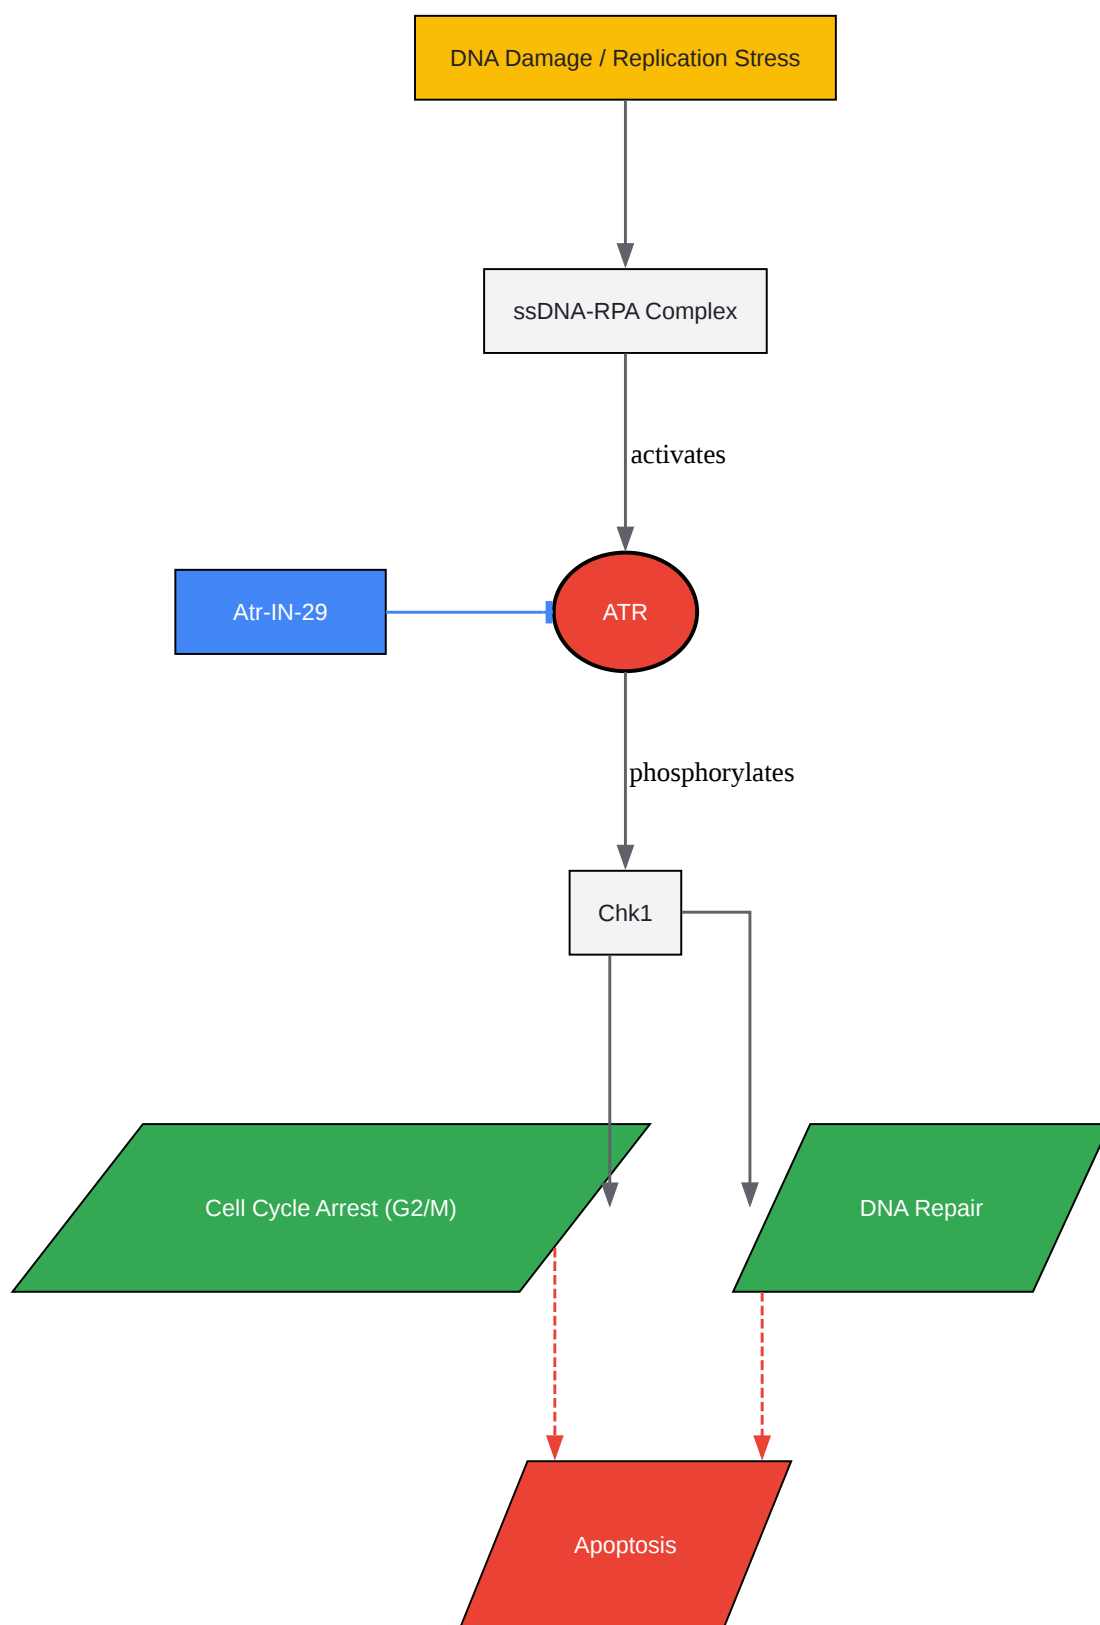 DNA Damage / Replication Stress
ssDNA-RPA Complex
activates
Atr-IN-29
ATR
phosphorylates
Chk1
Cell Cycle Arrest (G2/M)
DNA Repair
Apoptosis